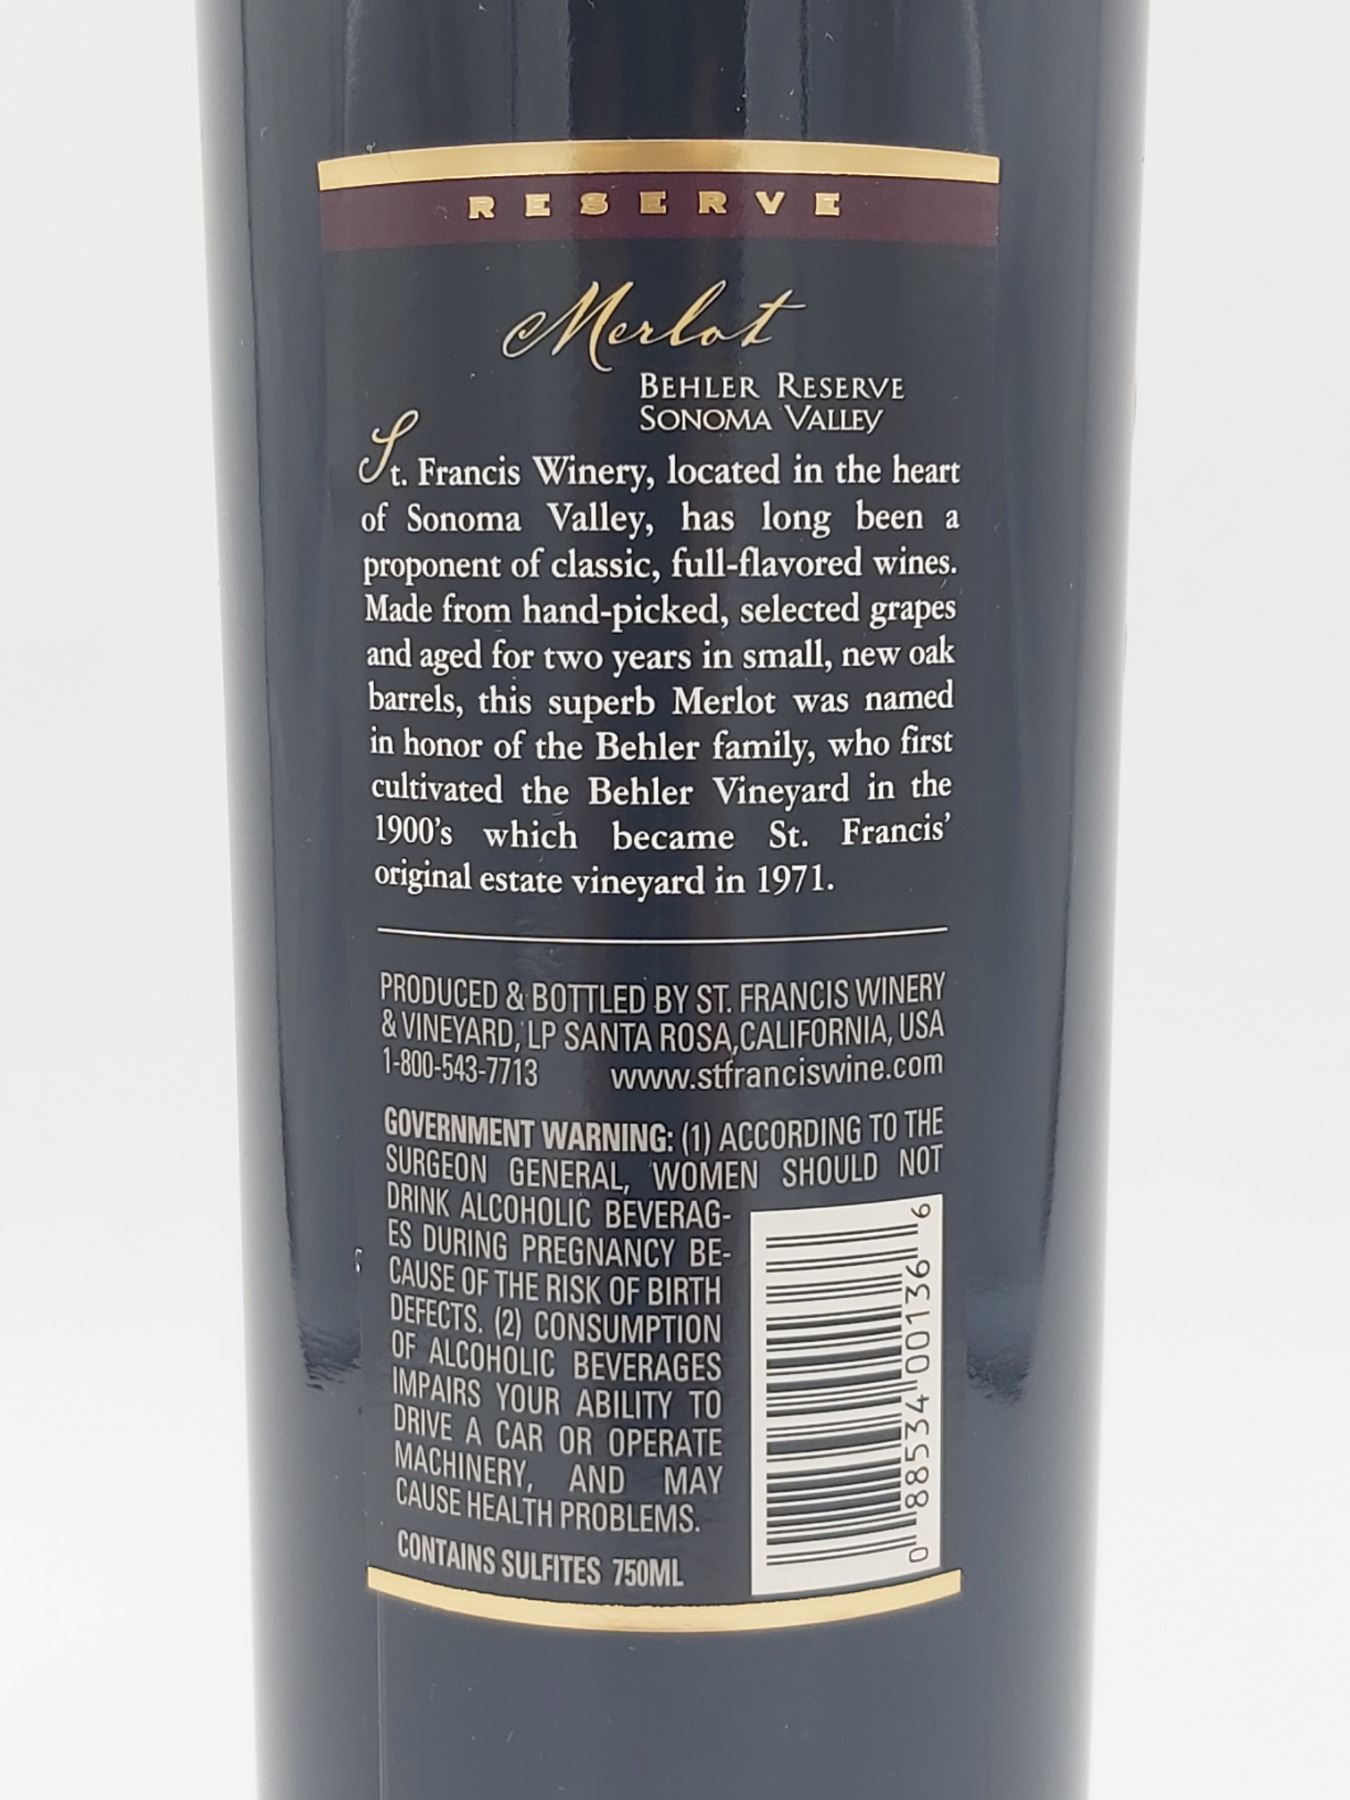 RESERVE
Merlot
BEHLER RESERVE
SONOMA VALLEY
St. Francis Winery, located in the heart
of Sonoma Valley, has long been a
proponent of classic, full-flavored wines.
Made from hand-picked, selected grapes
and aged for two years in small, new oak
barrels, this superb Merlot was named
in honor of the Behler family, who first
cultivated the Behler Vineyard in the
1900's which became St. Francis'
original estate vineyard in 1971.
PRODUCED & BOTTLED BY ST. FRANCIS WINERY
& VINEYARD, LP SANTA ROSA, CALIFORNIA, USA
1-800-543-7713 www.stfranciswine.com
GOVERNMENT WARNING: (1) ACCORDING TO THE
SURGEON GENERAL, WOMEN SHOULD NOT
DRINK ALCOHOLIC BEVERAG-
ES DURING PREGNANCY BE-
CAUSE OF THE RISK OF BIRTH
DEFECTS. (2) CONSUMPTION
OF ALCOHOLIC BEVERAGES
IMPAIRS YOUR ABILITY TO
DRIVE A CAR OR OPERATE
MACHINERY, AND MAY
CAUSE HEALTH PROBLEMS.
CONTAINS SULFITES 750ML
0 88534 00136 6